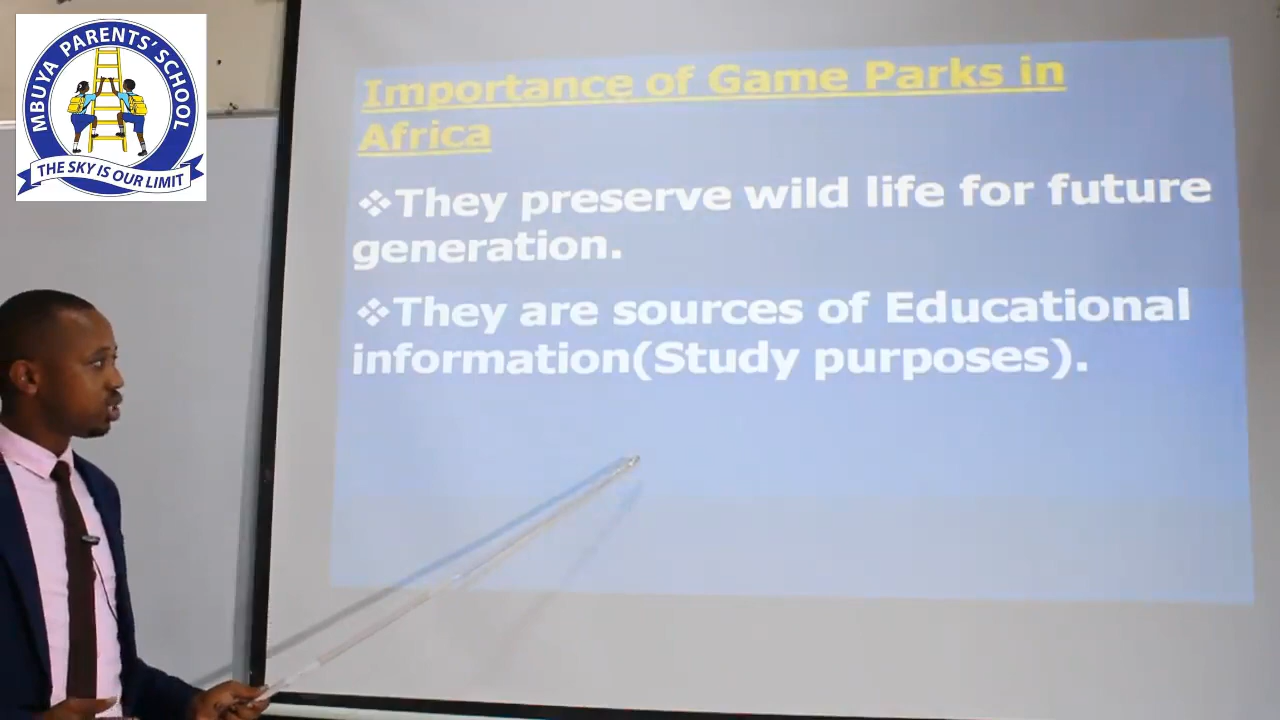 MBUYA PARENTS' SCHOOL
THE SKY IS OUR LIMIT
Importance of Game Parks in
Africa
❖They preserve wild life for future
generation.
❖They are sources of Educational
information(Study purposes).